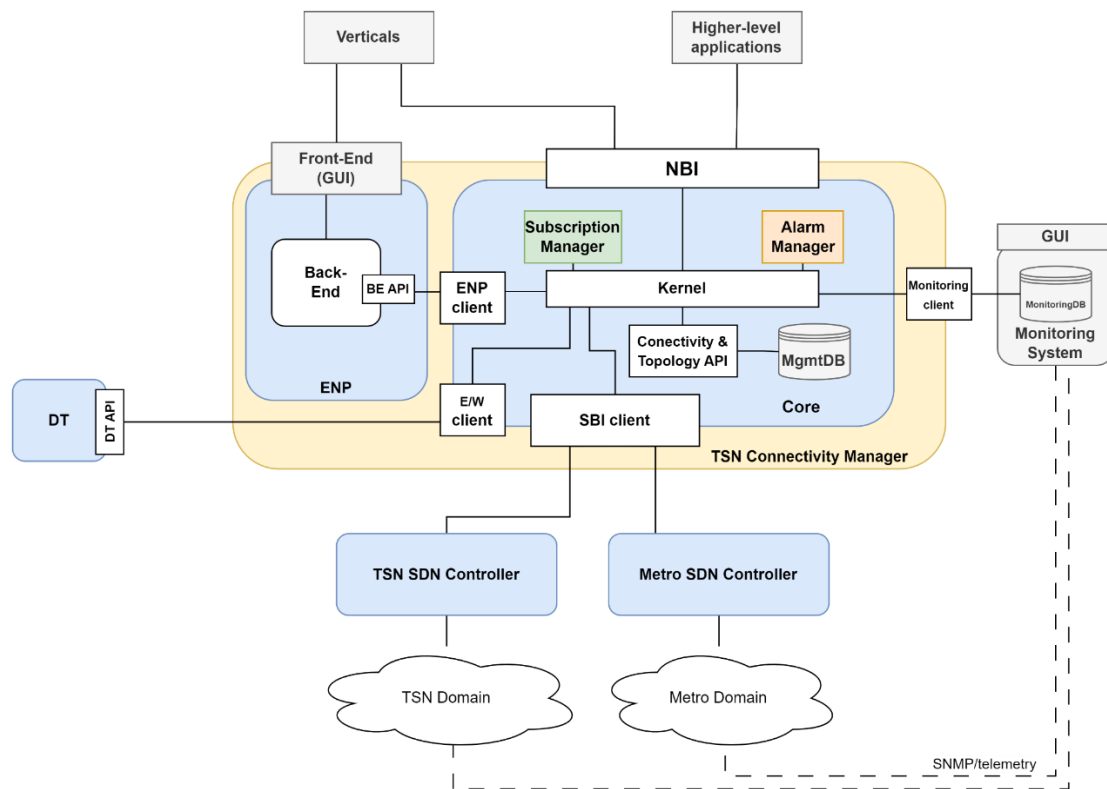 Verticals
Higher-level
applications
Front-End
(GUI)
NBI
Subscription
Manager
Alarm
Manager
GUI
Back-
End
BE API
ENP
client
Kernel
Monitoring
client
MonitoringDB
Monitoring
System
Conectivity &
Topology API
MgmtDB
ENP
E/W
client
SBI client
Core
DT
DT API
TSN Connectivity Manager
TSN SDN Controller
Metro SDN Controller
TSN Domain
Metro Domain
SNMP/telemetry